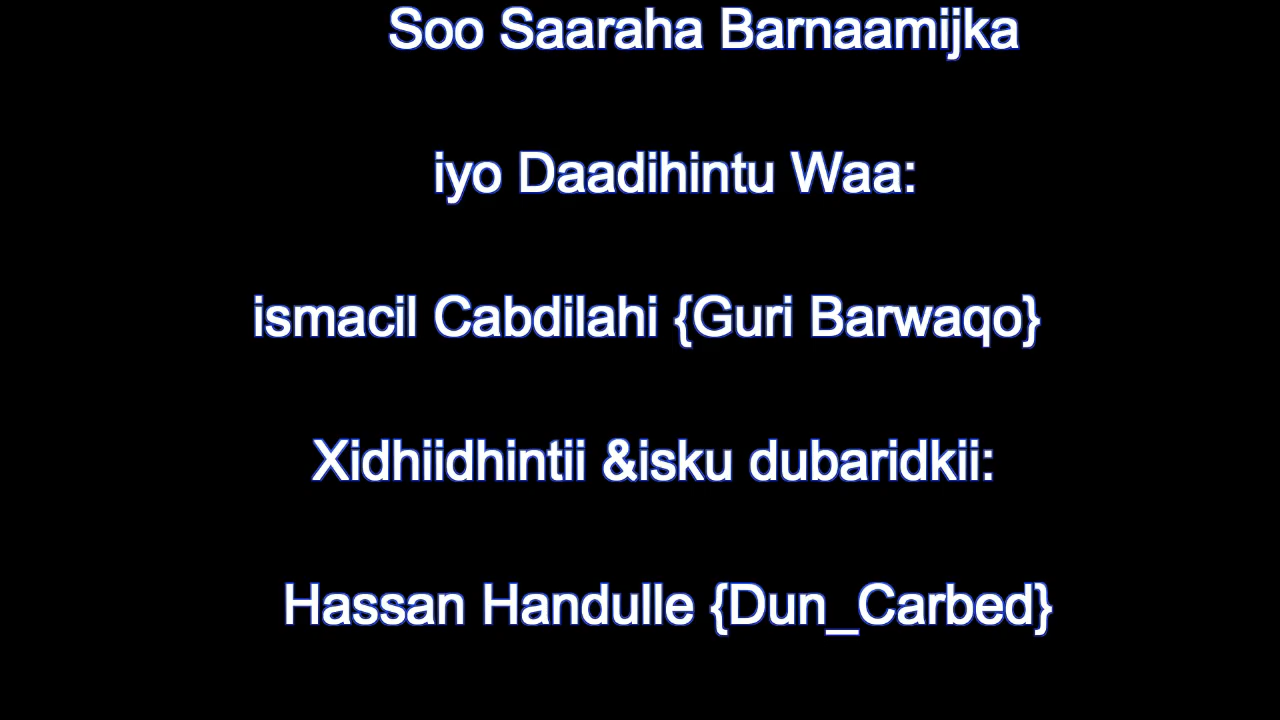 Soo Saaraha Barnaamijka
iyo Daadihintu Waa:
ismacil Cabdilahi {Guri Barwaqo}
Xidhiidhintii &isku dubaridkii:
Hassan Handulle {Dun_Carbed}